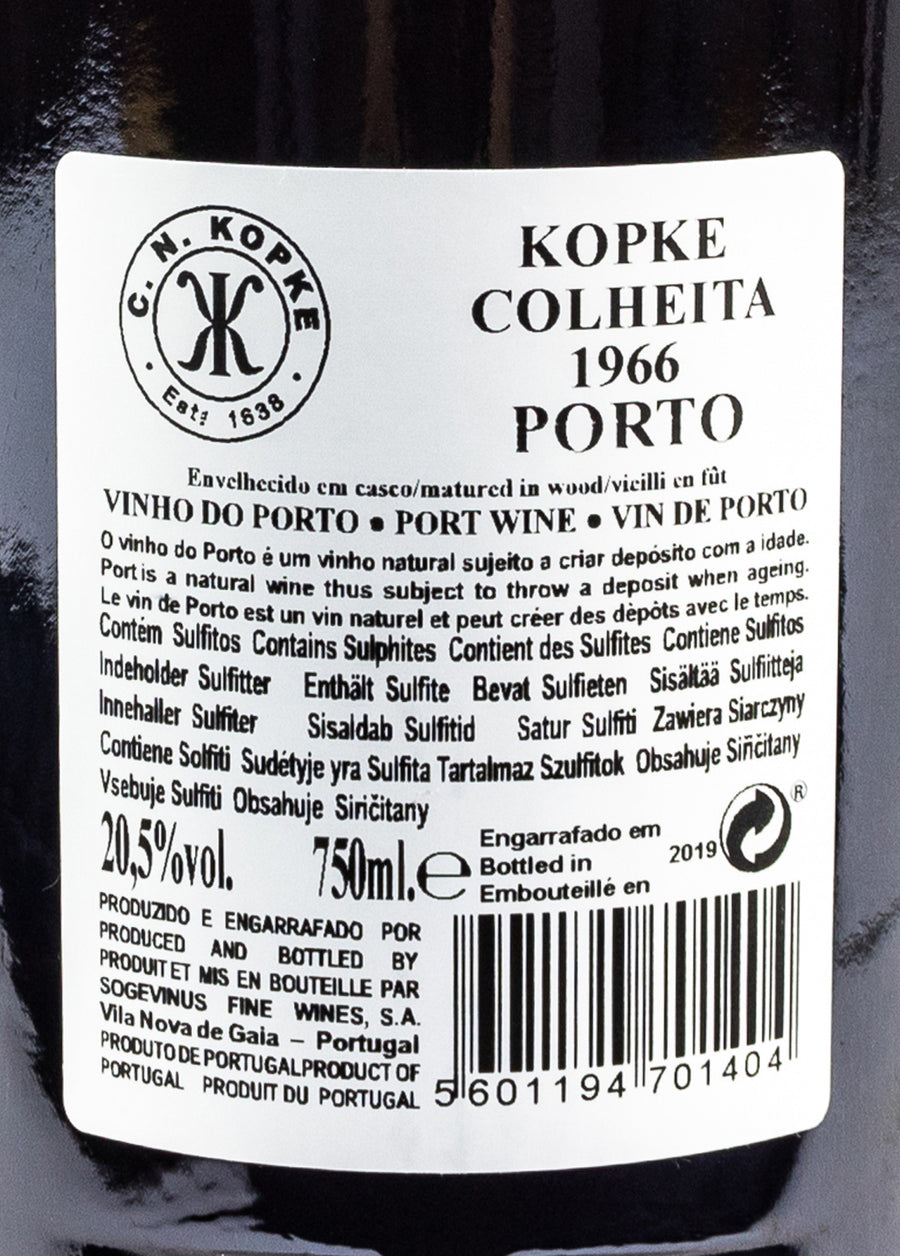 C. N. KOPKE
Estd 1638
KOPKE
COLHEITA
1966
PORTO
Envelhecido em casco/matured in wood/vieilli en fût
VINHO DO PORTO • PORT WINE • VIN DE PORTO
O vinho do Porto é um vinho natural sujeito a criar depósito com a idade.
Port is a natural wine thus subject to throw a deposit when ageing.
Le vin de Porto est un vin naturel et peut créer des dèpôts avec le temps.
Contém Sulfitos Contains Sulphites Contient des Sulfites Contiene Sulfitos
Indeholder Sulfitter Enthält Sulfite Bevat Sulfieten Sisältää Sulfiitteja
Innehaller Sulfiter Sisaldab Sulfitid Satur Sulfiti Zawiera Siarczyny
Contiene Solfiti Sudétyje yra Sulfita Tartalmaz Szulfitok Obsahuje Siñčitany
Vsebuje Sulfiti Obsahuje Siričitany
20,5%vol. 750ml.e
Engarrafado em
Bottled in
Embouteillé en
2019
®
PRODUZIDO E ENGARRAFADO POR
PRODUCED AND BOTTLED BY
PRODUIT ET MIS EN BOUTEILLE PAR
SOGEVINUS FINE WINES, S.A.
Vila Nova de Gaia – Portugal
PRODUTO DE PORTUGAL PRODUCT OF
PORTUGAL PRODUIT DU PORTUGAL
5 601194 701404